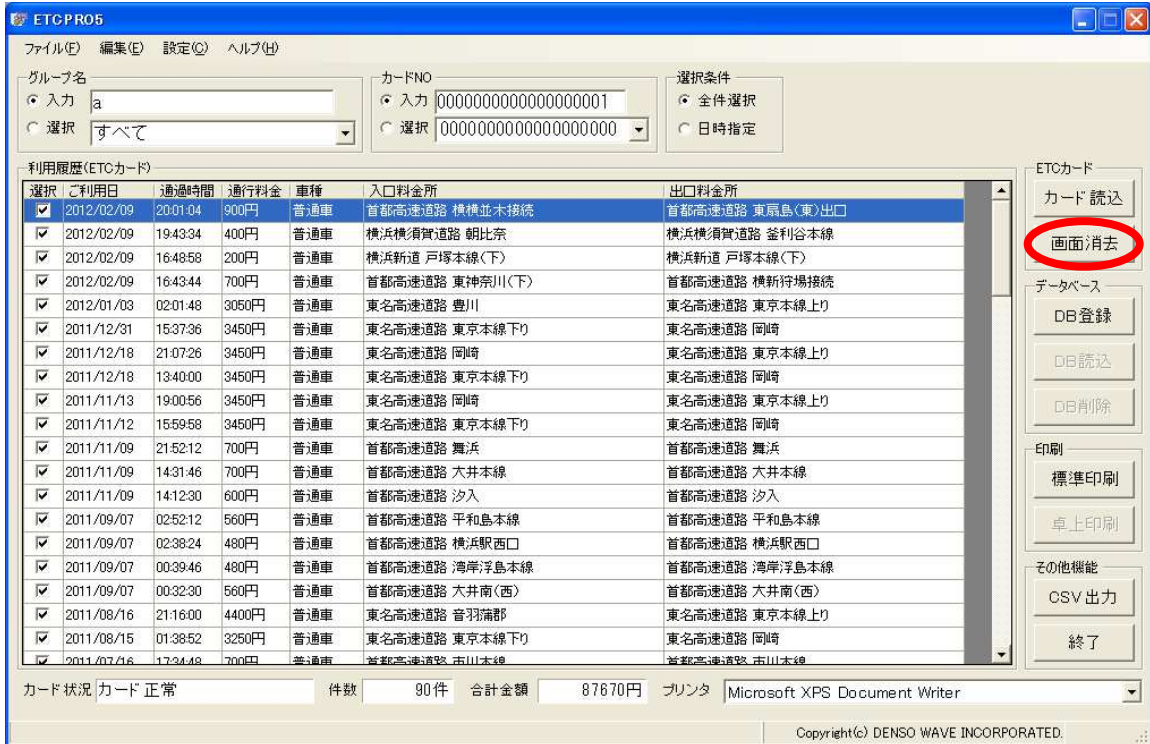 ETCPRO5
ファイル(F) 編集(E) 設定(C) ヘルプ(H)
グループ名
入力 a
選択 すべて
カードNO
入力 0000000000000000001
選択 0000000000000000000
選択条件
全件選択
日時指定
利用履歴(ETCカード)
選択 ご利用日 通過時間 通行料金 車種 入口料金所 出口料金所
2012/02/09 20:01:04 900円 普通車 首都高速道路 横横並木接続 首都高速道路 東扇島(東)出口
2012/02/09 19:43:34 400円 普通車 横浜横須賀道路 朝比奈 横浜横須賀道路 釜利谷本線
2012/02/09 16:48:58 200円 普通車 横浜新道 戸塚本線(下) 横浜新道 戸塚本線(下)
2012/02/09 16:43:44 700円 普通車 首都高速道路 東神奈川(下) 首都高速道路 横新狩場接続
2012/01/03 02:01:48 3050円 普通車 東名高速道路 豊川 東名高速道路 東京本線上り
2011/12/31 15:37:36 3450円 普通車 東名高速道路 東京本線下り 東名高速道路 岡崎
2011/12/18 21:07:26 3450円 普通車 東名高速道路 岡崎 東名高速道路 東京本線上り
2011/12/18 13:40:00 3450円 普通車 東名高速道路 東京本線下り 東名高速道路 岡崎
2011/11/13 19:00:56 3450円 普通車 東名高速道路 岡崎 東名高速道路 東京本線上り
2011/11/12 15:59:58 3450円 普通車 東名高速道路 東京本線下り 東名高速道路 岡崎
2011/11/09 21:52:12 700円 普通車 首都高速道路 舞浜 首都高速道路 舞浜
2011/11/09 14:31:46 700円 普通車 首都高速道路 大井本線 首都高速道路 大井本線
2011/11/09 14:12:30 600円 普通車 首都高速道路 汐入 首都高速道路 汐入
2011/09/07 02:52:12 560円 普通車 首都高速道路 平和島本線 首都高速道路 平和島本線
2011/09/07 02:38:24 480円 普通車 首都高速道路 横浜駅西口 首都高速道路 横浜駅西口
2011/09/07 00:39:46 480円 普通車 首都高速道路 湾岸浮島本線 首都高速道路 湾岸浮島本線
2011/09/07 00:32:30 560円 普通車 首都高速道路 大井南(西) 首都高速道路 大井南(西)
2011/08/16 21:16:00 4400円 普通車 東名高速道路 音羽蒲郡 東名高速道路 東京本線上り
2011/08/15 01:38:52 3250円 普通車 東名高速道路 東京本線下り 東名高速道路 岡崎
2011/07/16 17:34:48 700円 普通車 首都高速道路 市川本線 首都高速道路 市川本線
ETCカード
カード読込
画面消去
データベース
DB登録
DB読込
DB削除
印刷
標準印刷
卓上印刷
その他機能
CSV出力
終了
カード状況 カード正常 件数 90件 合計金額 87670円 プリンタ Microsoft XPS Document Writer
Copyright(c) DENSO WAVE INCORPORATED.